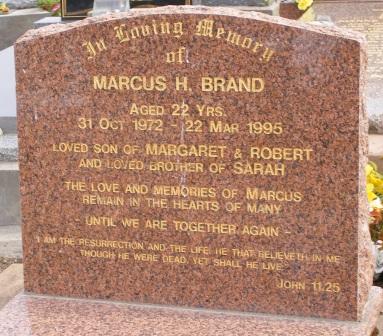 In Loving Memory
of
MARCUS H. BRAND
AGED 22 YRS.
31 OCT 1972 - 22 MAR 1995
LOVED SON OF MARGARET & ROBERT
AND LOVED BROTHER OF SARAH
THE LOVE AND MEMORIES OF MARCUS
REMAIN IN THE HEARTS OF MANY
- UNTIL WE ARE TOGETHER AGAIN -
"I AM THE RESURRECTION AND THE LIFE: HE THAT BELIEVETH IN ME
THOUGH HE WERE DEAD, YET SHALL HE LIVE"
JOHN 11.25